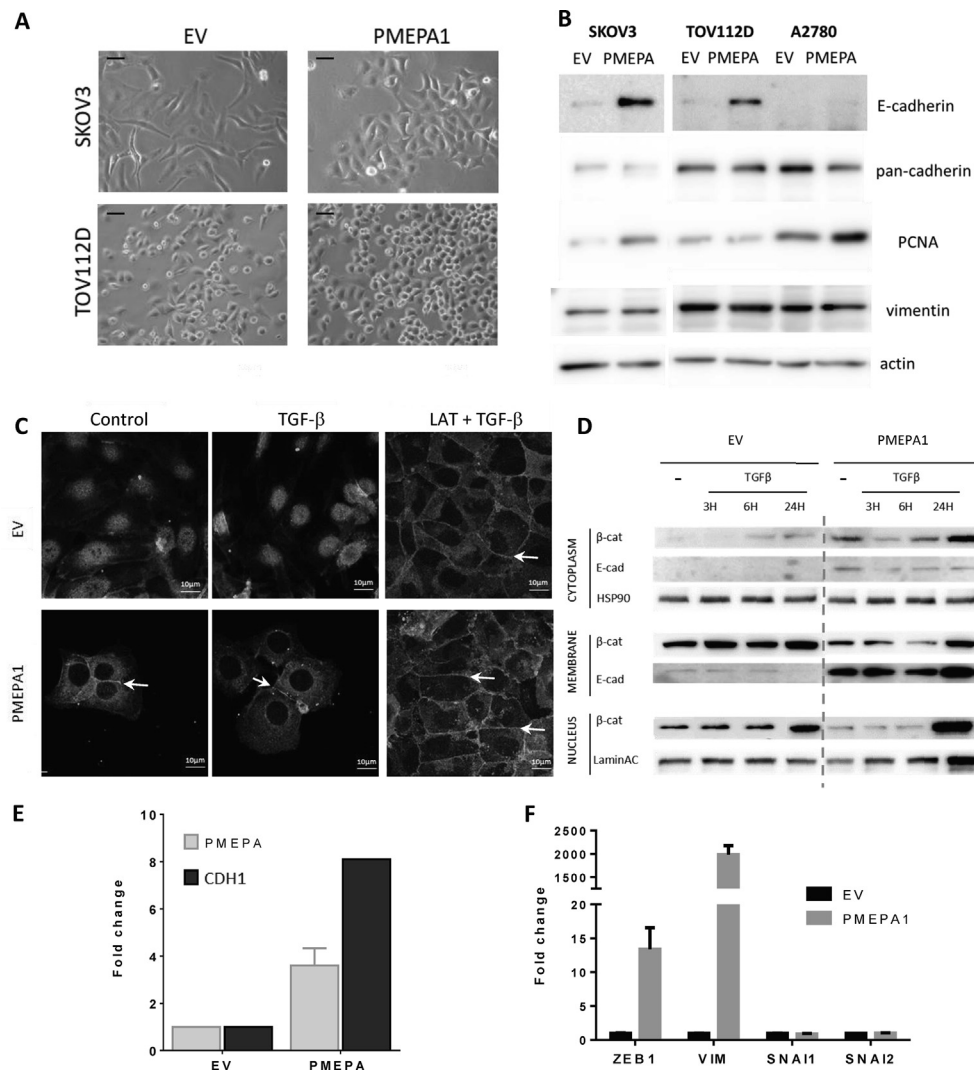 A
EV PMEPA1
SKOV3
TOV112D
B
SKOV3 TOV112D A2780
EV PMEPA EV PMEPA EV PMEPA
E-cadherin
pan-cadherin
PCNA
vimentin
actin
C
Control TGF-β LAT + TGF-β
EV
10μm 10μm 10μm
PMEPA1
10μm 10μm 10μm
D
EV PMEPA1
- TGFβ - TGFβ
3H 6H 24H 3H 6H 24H
CYTOPLASM
β-cat
E-cad
HSP90
MEMBRANE
β-cat
E-cad
NUCLEUS
β-cat
LaminAC
E
Fold change
10
8
6
4
2
0
PMEPA
CDH1
EV PMEPA
F
Fold change
2500
2000
1500
1000
500
20
15
10
5
0
EV
PMEPA1
ZEB1 VIM SNAI1 SNAI2